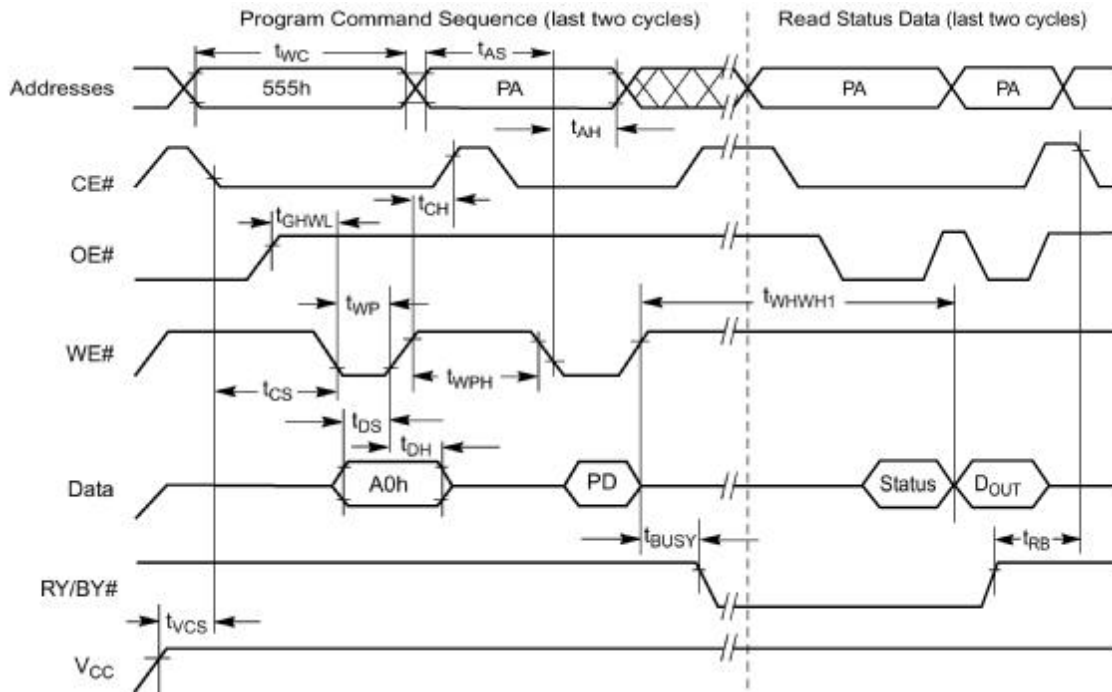 Program Command Sequence (last two cycles)
Read Status Data (last two cycles)
tWC
tAS
Addresses
555h
PA
PA
PA
tAH
CE#
tCH
tGHWL
OE#
tWP
tWHWH1
WE#
tCS
tWPH
tDS
tDH
Data
A0h
PD
Status
DOUT
tBUSY
tRB
RY/BY#
tVCS
VCC